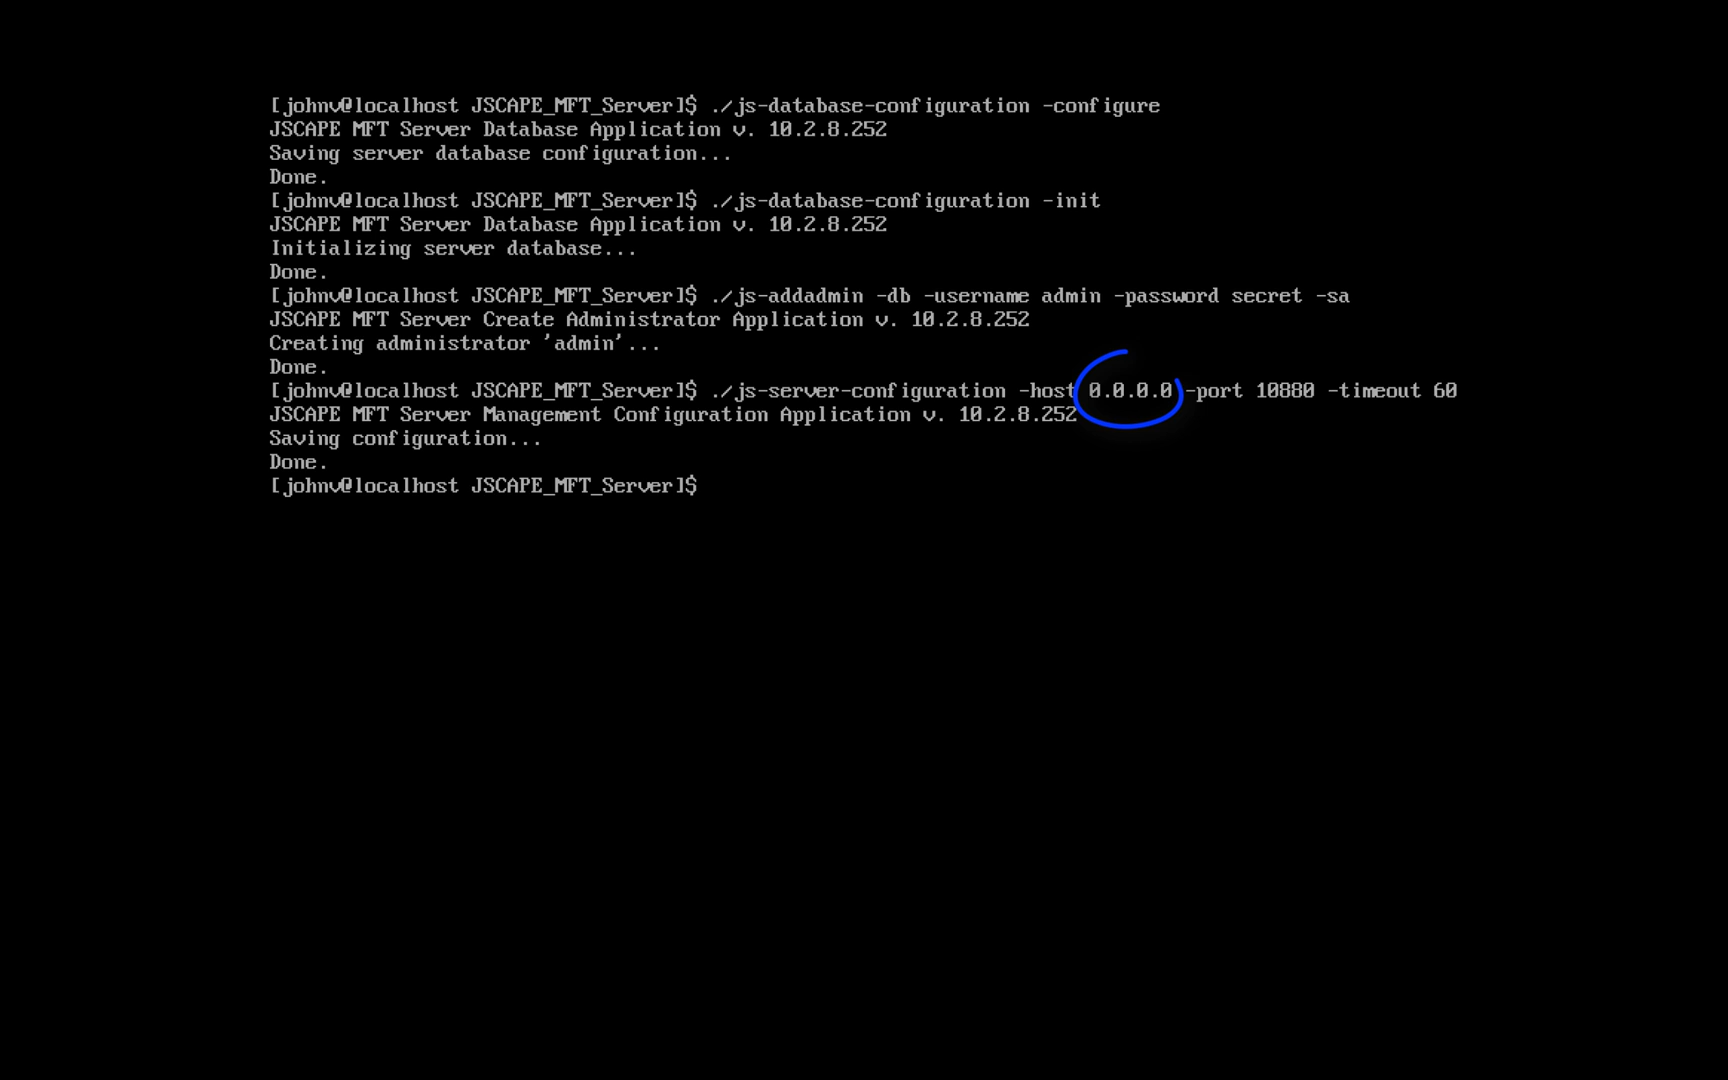 [johnv@localhost JSCAPE_MFT_Server]$ ./js-database-configuration -configure
JSCAPE MFT Server Database Application v. 10.2.8.252
Saving server database configuration...
Done.
[johnv@localhost JSCAPE_MFT_Server]$ ./js-database-configuration -init
JSCAPE MFT Server Database Application v. 10.2.8.252
Initializing server database...
Done.
[johnv@localhost JSCAPE_MFT_Server]$ ./js-addadmin -db -username admin -password secret -sa
JSCAPE MFT Server Create Administrator Application v. 10.2.8.252
Creating administrator 'admin'...
Done.
[johnv@localhost JSCAPE_MFT_Server]$ ./js-server-configuration -host 0.0.0.0 -port 10880 -timeout 60
JSCAPE MFT Server Management Configuration Application v. 10.2.8.252
Saving configuration...
Done.
[johnv@localhost JSCAPE_MFT_Server]$